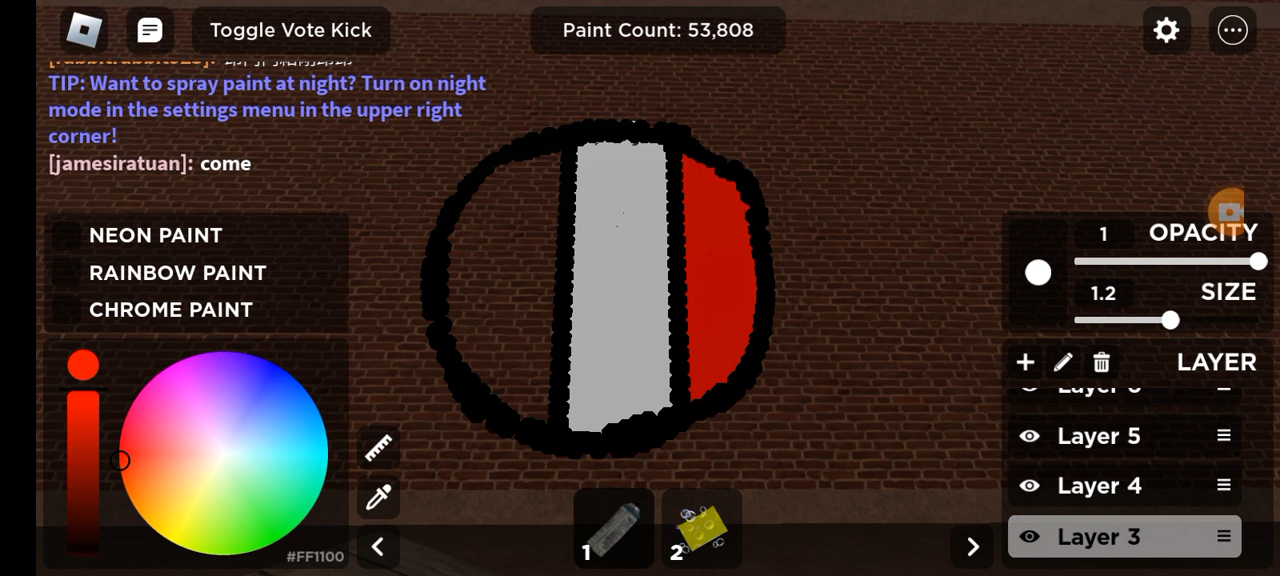 Toggle Vote Kick
Paint Count: 53,808
TIP: Want to spray paint at night? Turn on night
mode in the settings menu in the upper right
corner!
[jamesiratuan]: come
NEON PAINT
RAINBOW PAINT
CHROME PAINT
#FF1100
1
2
1 OPACITY
1.2 SIZE
LAYER
Layer 5
Layer 4
Layer 3